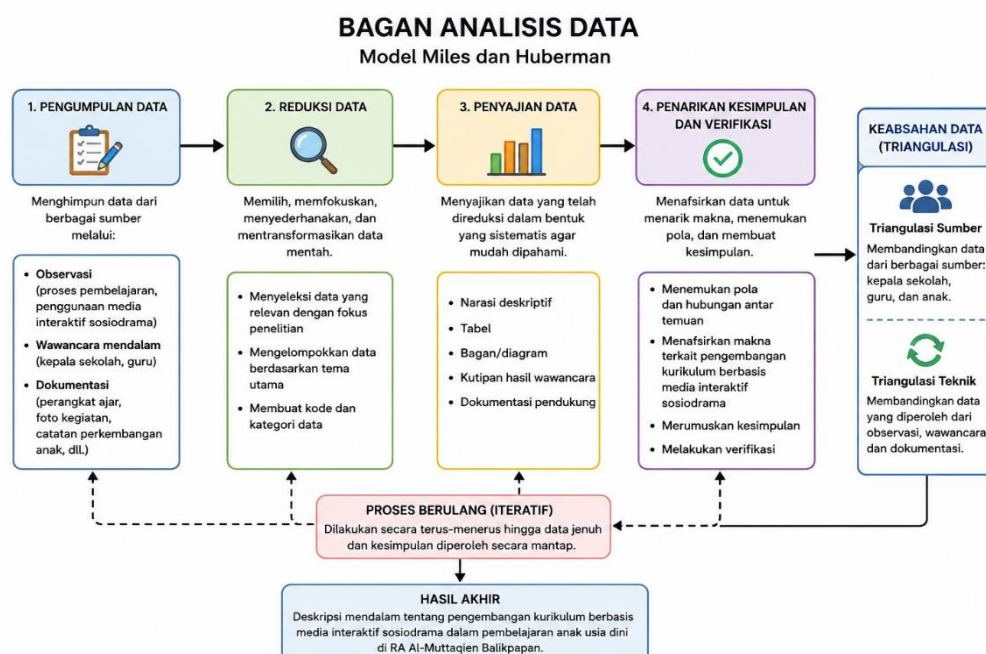 BAGAN ANALISIS DATA
Model Miles dan Huberman
1. PENGUMPULAN DATA
Menghimpun data dari
berbagai sumber
melalui:
• Observasi
(proses pembelajaran,
penggunaan media
interaktif sosiodrama)
• Wawancara mendalam
(kepala sekolah, guru)
• Dokumentasi
(perangkat ajar,
foto kegiatan,
catatan perkembangan
anak, dll.)
2. REDUKSI DATA
Memilih, memfokuskan,
menyederhanakan, dan
mentransformasikan data
mentah.
• Menyeleksi data yang
relevan dengan fokus
penelitian
• Mengelompokkan data
berdasarkan tema
utama
• Membuat kode dan
kategori data
3. PENYAJIAN DATA
Menyajikan data yang telah
direduksi dalam bentuk
yang sistematis agar
mudah dipahami.
• Narasi deskriptif
• Tabel
• Bagan/diagram
• Kutipan hasil wawancara
• Dokumentasi pendukung
4. PENARIKAN KESIMPULAN
DAN VERIFIKASI
Menafsirkan data untuk
menarik makna, menemukan
pola, dan membuat
kesimpulan.
• Menemukan pola
dan hubungan antar
temuan
• Menafsirkan makna
terkait pengembangan
kurikulum berbasis
media interaktif
sosiodrama
• Merumuskan kesimpulan
• Melakukan verifikasi
KEABSAHAN DATA
(TRIANGULASI)
Triangulasi Sumber
Membandingkan data
dari berbagai sumber:
kepala sekolah,
guru, dan anak.
Triangulasi Teknik
Membandingkan data
yang diperoleh dari
observasi, wawancara
dan dokumentasi.
PROSES BERULANG (ITERATIF)
Dilakukan secara terus-menerus hingga data jenuh
dan kesimpulan diperoleh secara mantap.
HASIL AKHIR
Deskripsi mendalam tentang pengembangan kurikulum berbasis
media interaktif sosiodrama dalam pembelajaran anak usia dini
di RA Al-Muttaqien Balikpapan.